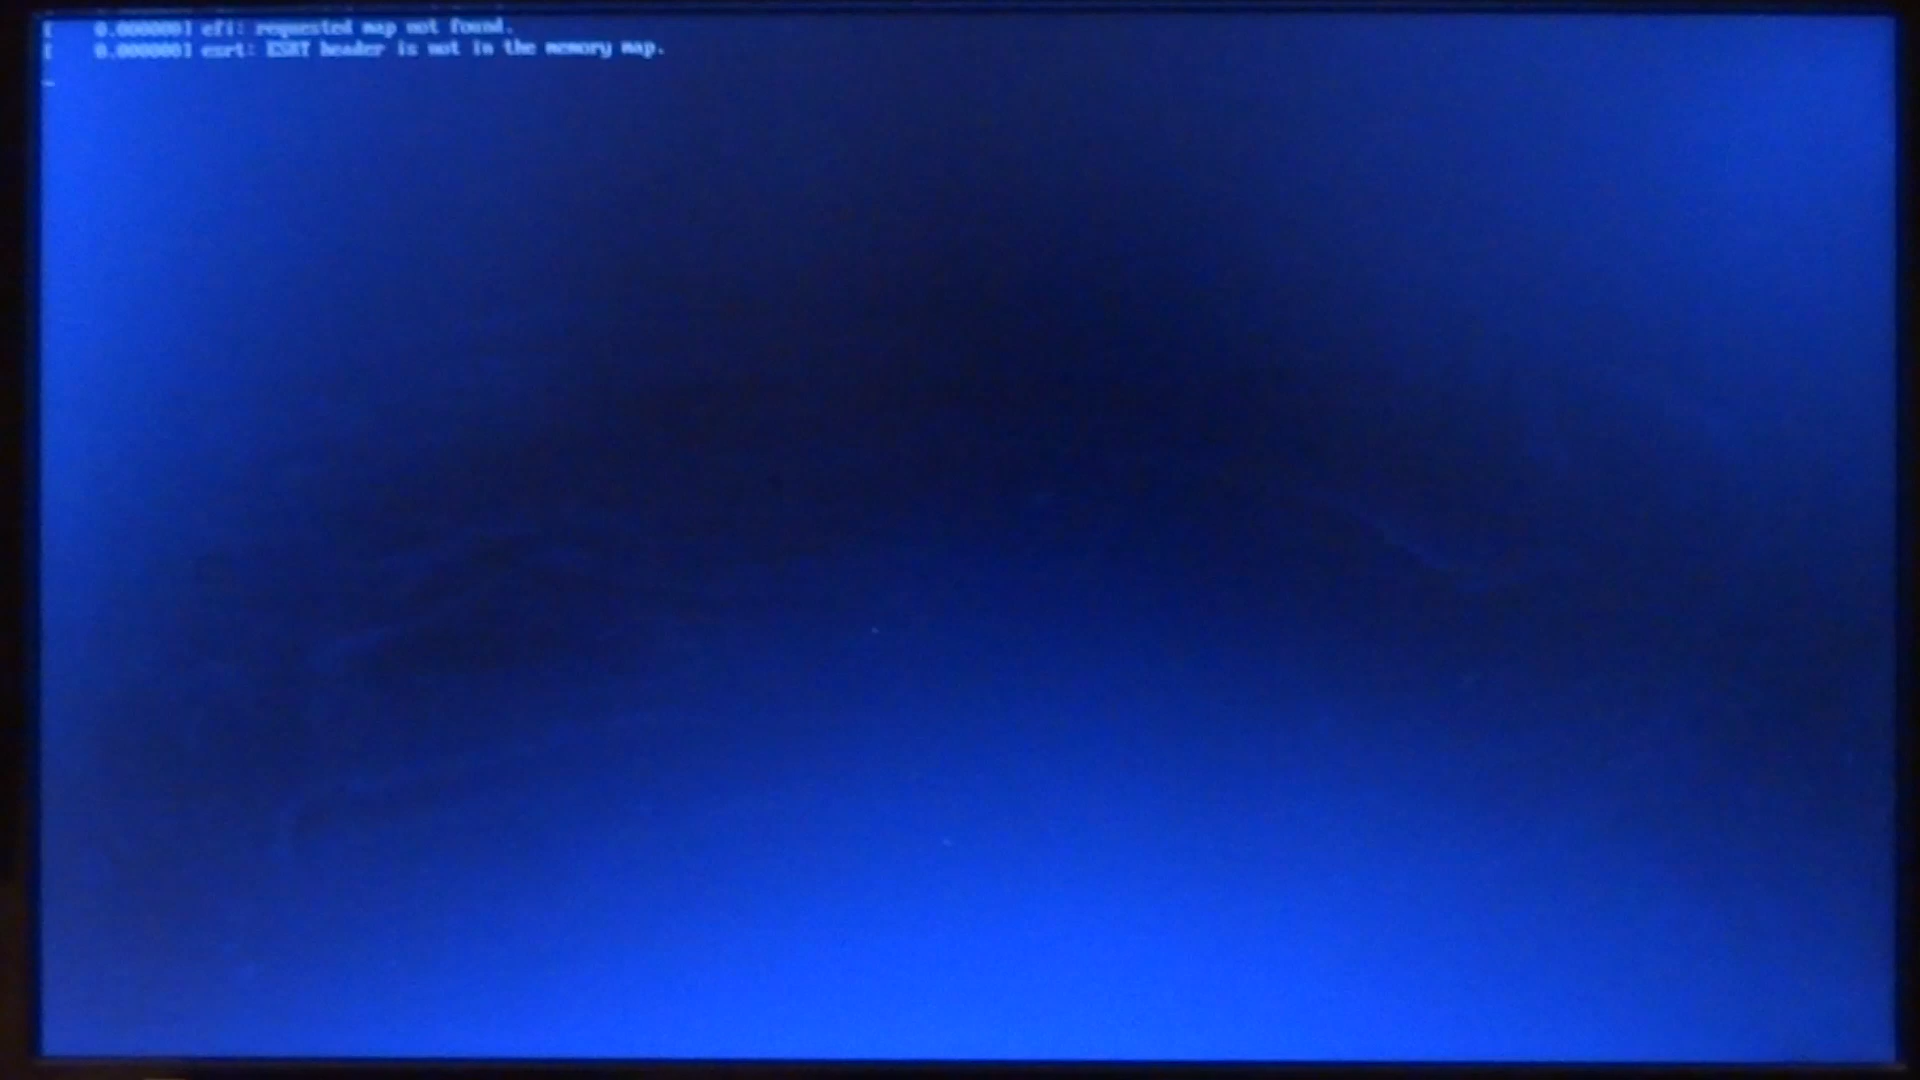 [    0.000000] efi: requested map not found.
[    0.000000] esrt: ESRT header is not in the memory map.